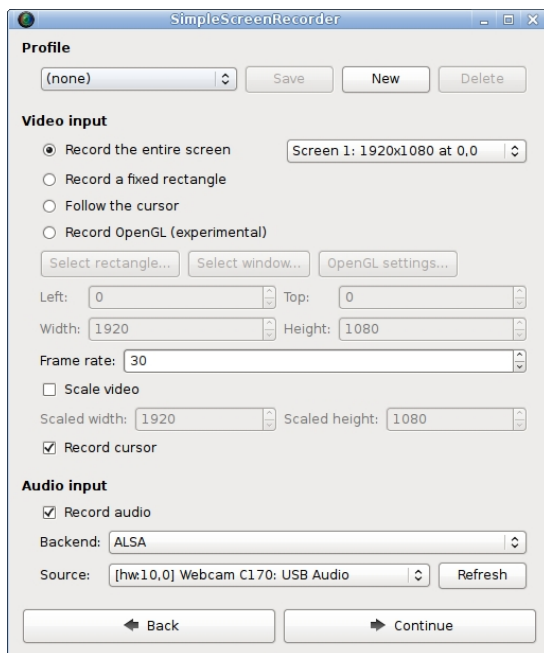 SimpleScreenRecorder
Profile
(none) Save New Delete
Video input
Record the entire screen Screen 1: 1920x1080 at 0,0
Record a fixed rectangle
Follow the cursor
Record OpenGL (experimental)
Select rectangle... Select window... OpenGL settings...
Left: 0 Top: 0
Width: 1920 Height: 1080
Frame rate: 30
Scale video
Scaled width: 1920 Scaled height: 1080
Record cursor
Audio input
Record audio
Backend: ALSA
Source: [hw:10,0] Webcam C170: USB Audio Refresh
Back Continue